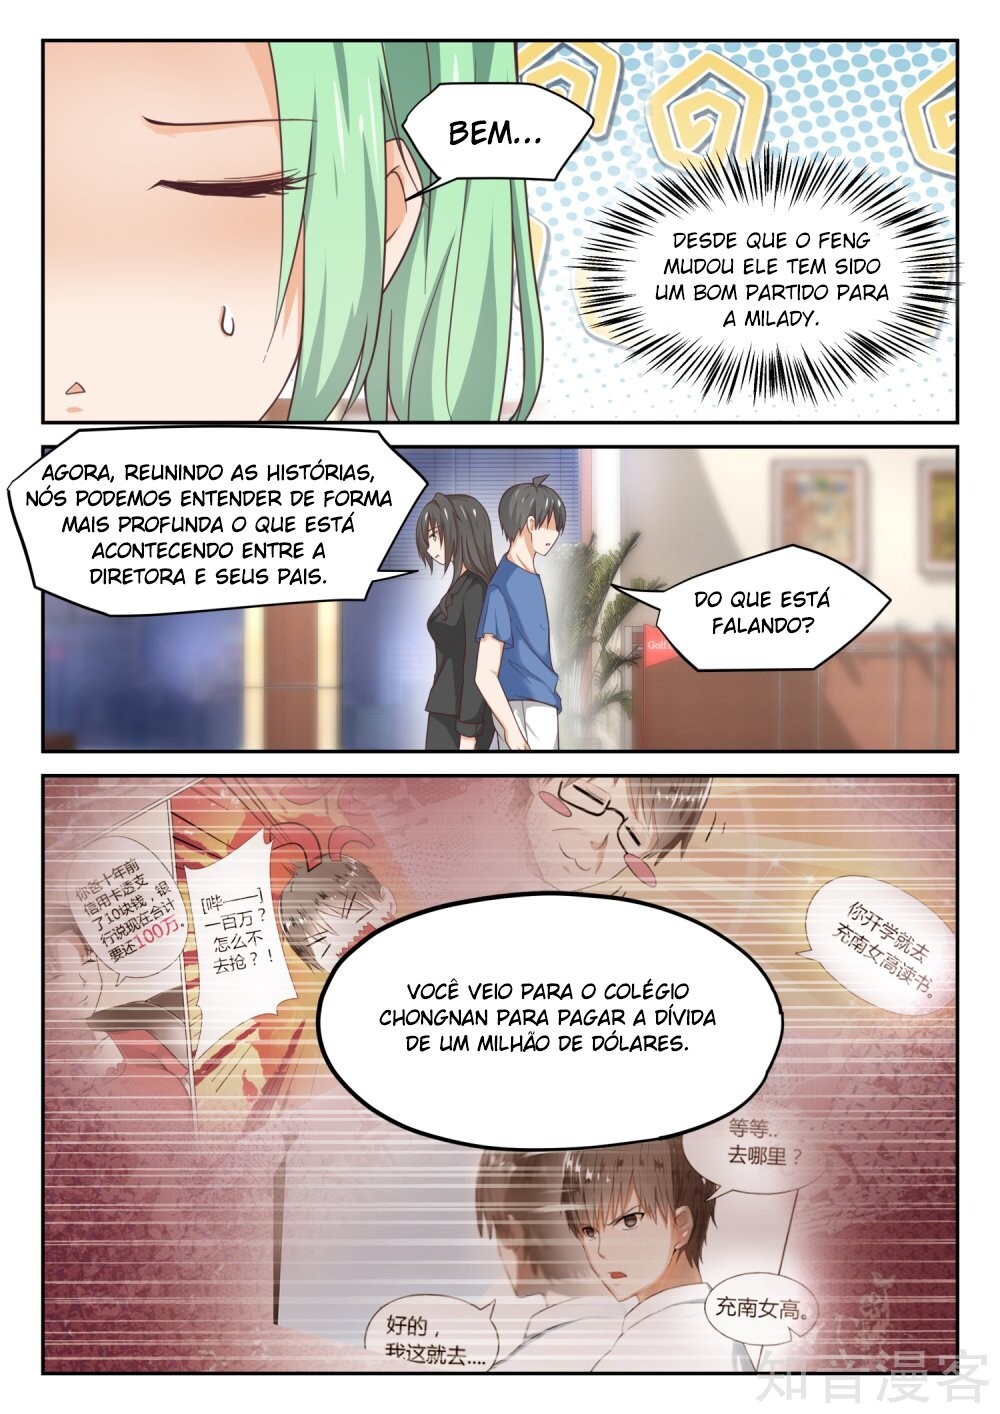 BEM...
DESDE QUE O FENG
MUDOU ELE TEM SIDO
UM BOM PARTIDO PARA
A MILADY.
AGORA, REUNINDO AS HISTÓRIAS,
NÓS PODEMOS ENTENDER DE FORMA
MAIS PROFUNDA O QUE ESTÁ
ACONTECENDO ENTRE A
DIRETORA E SEUS PAIS.
DO QUE ESTÁ
FALANDO?
Golf
你爸十年前
信用卡透支
了10块钱，银
行说现在合计
要还100万。
[哔——]
一百万？
怎么不
去抢？！
你开学就去
充南女高读书。
VOCÊ VEIO PARA O COLÉGIO
CHONGNAN PARA PAGAR A DÍVIDA
DE UM MILHÃO DE DÓLARES.
等等..
去哪里？
充南女高。
好的，
我这就去....
知音漫客